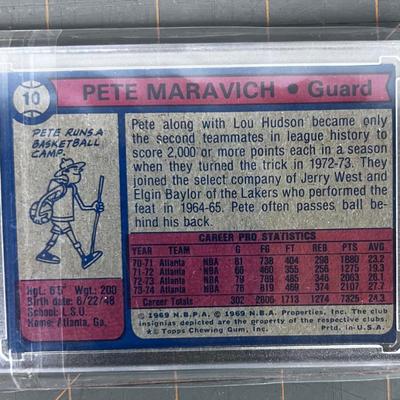 10
PETE MARAVICH • Guard
PETE RUNS A
BASKETBALL
CAMP.
Hgt. 6'5" Wgt: 200
Birth date: 6/22/48
School: L.S.U.
Home: Atlanta, Ga.
Pete along with Lou Hudson became only
the second teammates in league history to
score 2,000 or more points each in a season
when they turned the trick in 1972-73. They
joined the select company of Jerry West and
Elgin Baylor of the Lakers who performed the
feat in 1964-65. Pete often passes ball be-
hind his back.
CAREER PRO STATISTICS
YEAR TEAM G FG FT REB PTS AVG
70-71 Atlanta NBA 81 738 404 298 1880 23.2
71-72 Atlanta NBA 66 460 355 256 1275 19.3
72-73 Atlanta NBA 79 789 485 346 2063 26.1
73-74 Atlanta NBA 76 819 469 374 2107 27.7
Career Totals 302 2806 1713 1274 7325 24.3
© 1969 N.B.P.A. © 1969 N.B.A. Properties, Inc. The
cognizant insignia depicted are the property of the
respective clubs.
★© Topps Chewing Gum, Inc. Prtd. in U.S.A.